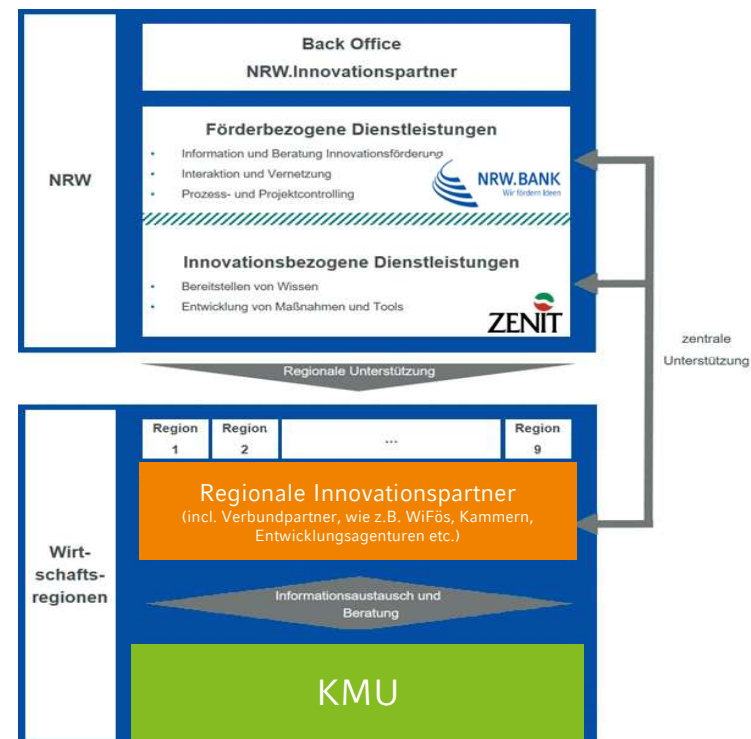 Back Office
NRW.Innovationspartner
NRW
Förderbezogene Dienstleistungen
Information und Beratung Innovationsförderung
Interaktion und Vernetzung
Prozess- und Projektcontrolling
NRW.BANK
Wir fördern Ideen
Innovationsbezogene Dienstleistungen
Bereitstellen von Wissen
Entwicklung von Maßnahmen und Tools
ZENIT
zentrale
Unterstützung
Regionale Unterstützung
Wirt-
schafts-
regionen
Region
1
Region
2
...
Region
9
Regionale Innovationspartner
(incl. Verbundpartner, wie z.B. WiFös, Kammern,
Entwicklungsagenturen etc.)
Informationsaustausch und
Beratung
KMU